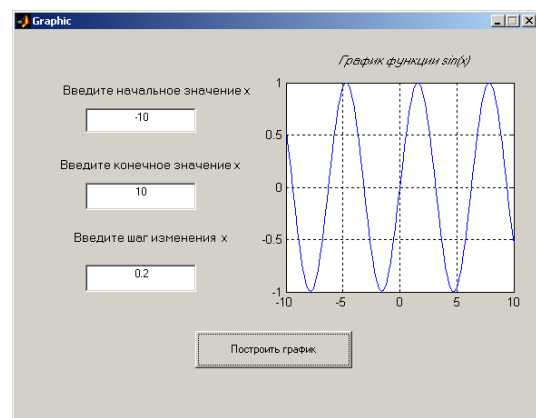 Graphic
График функции sin(x)
Введите начальное значение x
-10
Введите конечное значение x
10
Введите шаг изменения x
0.2
1
0.5
0
-0.5
-1
-10
-5
0
5
10
Построить график